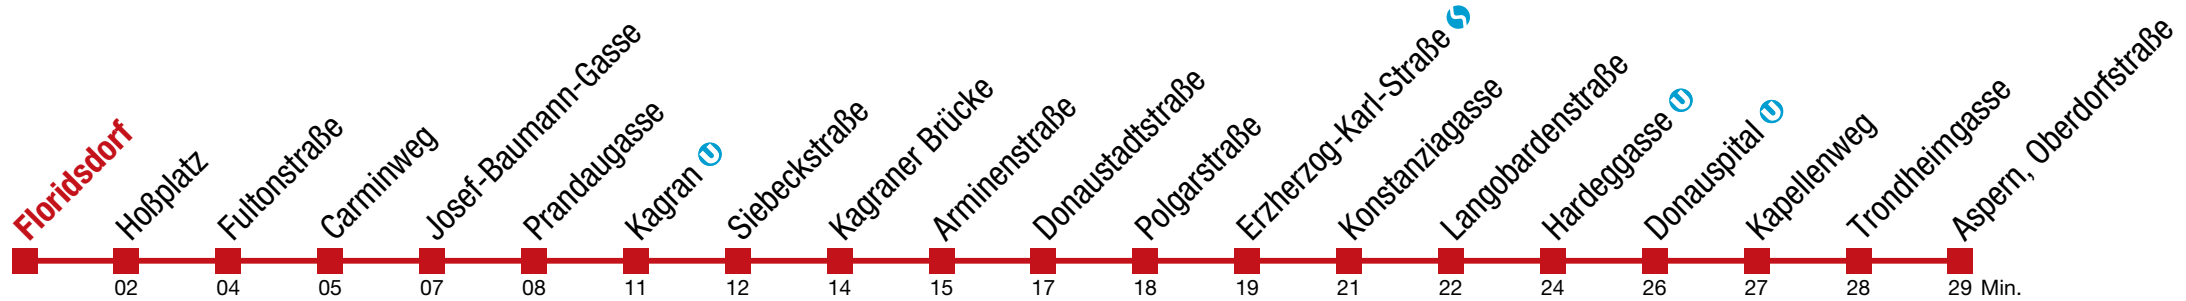 Floridsdorf
Hoßplatz
Fultonstraße
Carminweg
Josef-Baumann-Gasse
Prandaugasse
Kagran U
Siebeckstraße
Kagraner Brücke
Arminenstraße
Donaustadtstraße
Polgarstraße
Erzherzog-Karl-Straße S
Konstanziagasse
Langobardenstraße
Hardeggasse U
Donauspital U
Kapellenweg
Trondheimgasse
Aspern, Oberdorfstraße
02 04 05 07 08 11 12 14 15 17 18 19 21 22 24 26 27 28 29 Min.